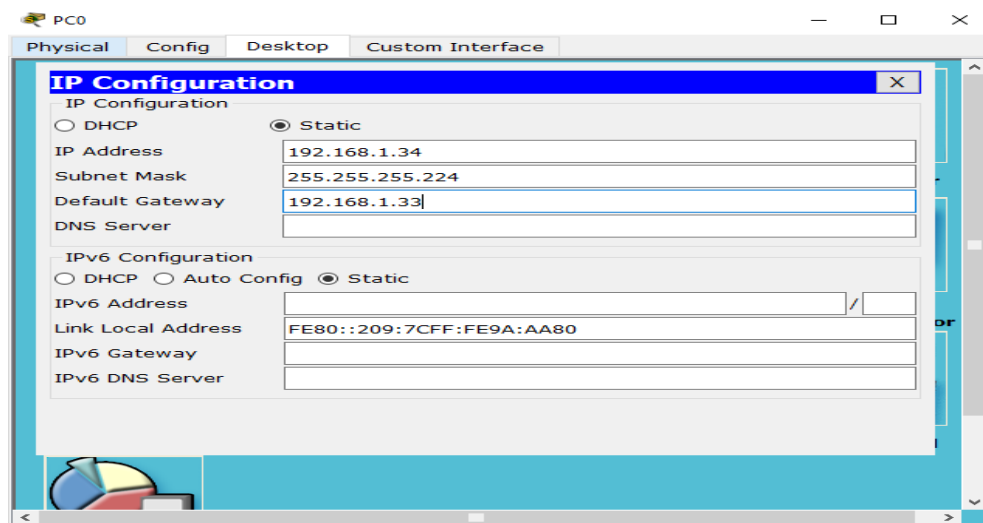 PC0
Physical Config Desktop Custom Interface
IP Configuration X
IP Configuration
DHCP Static
IP Address 192.168.1.34
Subnet Mask 255.255.255.224
Default Gateway 192.168.1.33
DNS Server
IPv6 Configuration
DHCP Auto Config Static
IPv6 Address /
Link Local Address FE80::209:7CFF:FE9A:AA80
IPv6 Gateway
IPv6 DNS Server
or